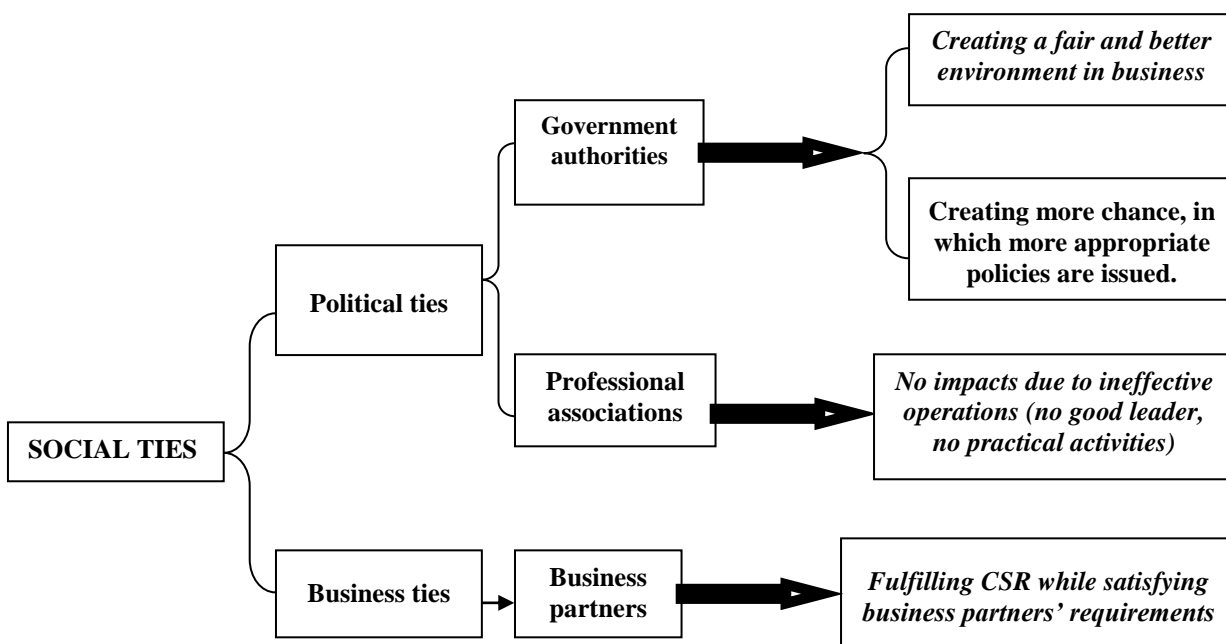 Creating a fair and better
environment in business
Government
authorities
Creating more chance, in
which more appropriate
policies are issued.
Political ties
Professional
associations
No impacts due to ineffective
operations (no good leader,
no practical activities)
SOCIAL TIES
Business ties
Business
partners
Fulfilling CSR while satisfying
business partners’ requirements